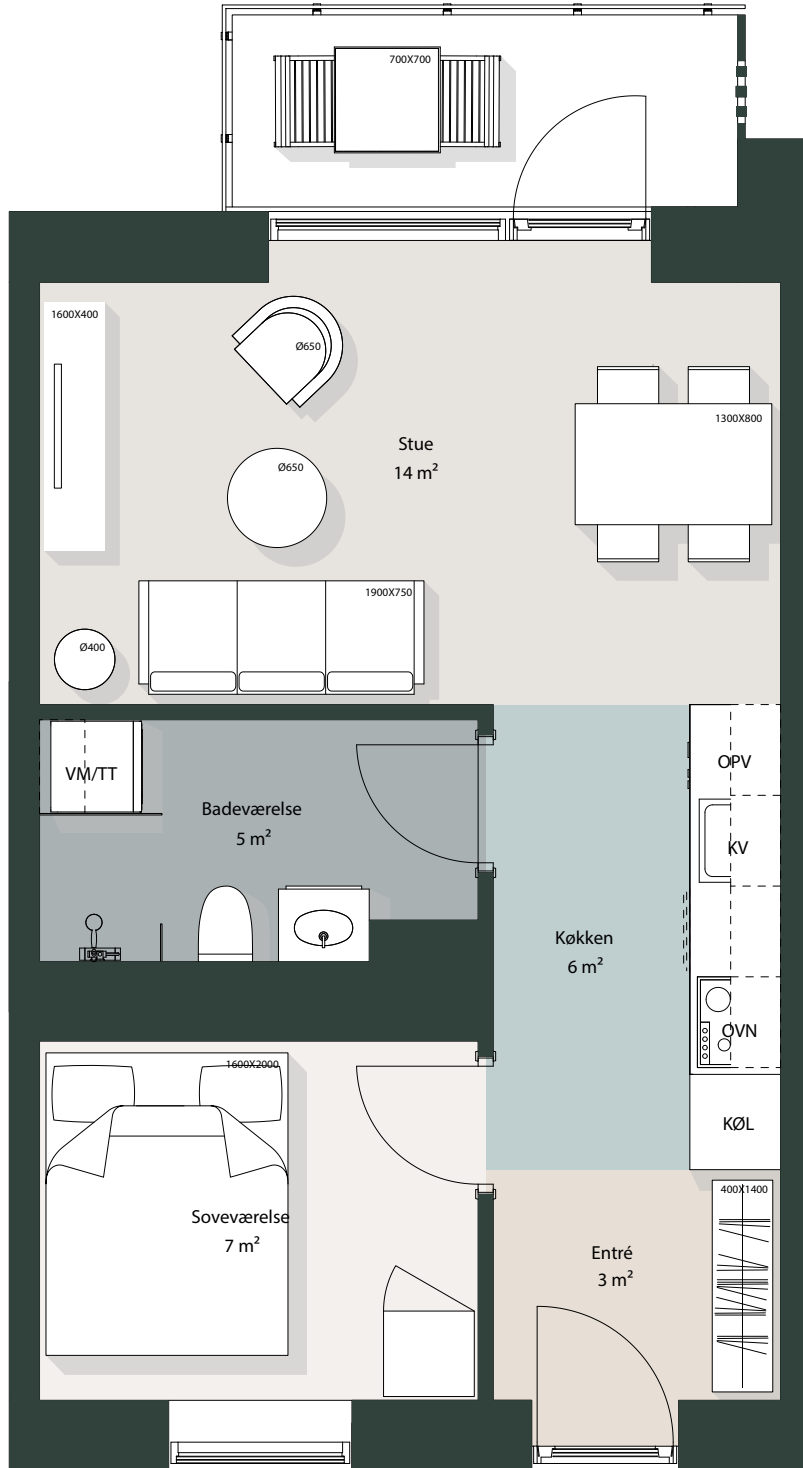 700X700
1600X400
Ø650
1300X800
Stue
14 m²
Ø650
1900X750
Ø400
VM/TT
OPV
Badeværelse
5 m²
KV
Køkken
6 m²
OVN
1600X2000
KØL
400X1400
Soveværelse
7 m²
Entré
3 m²